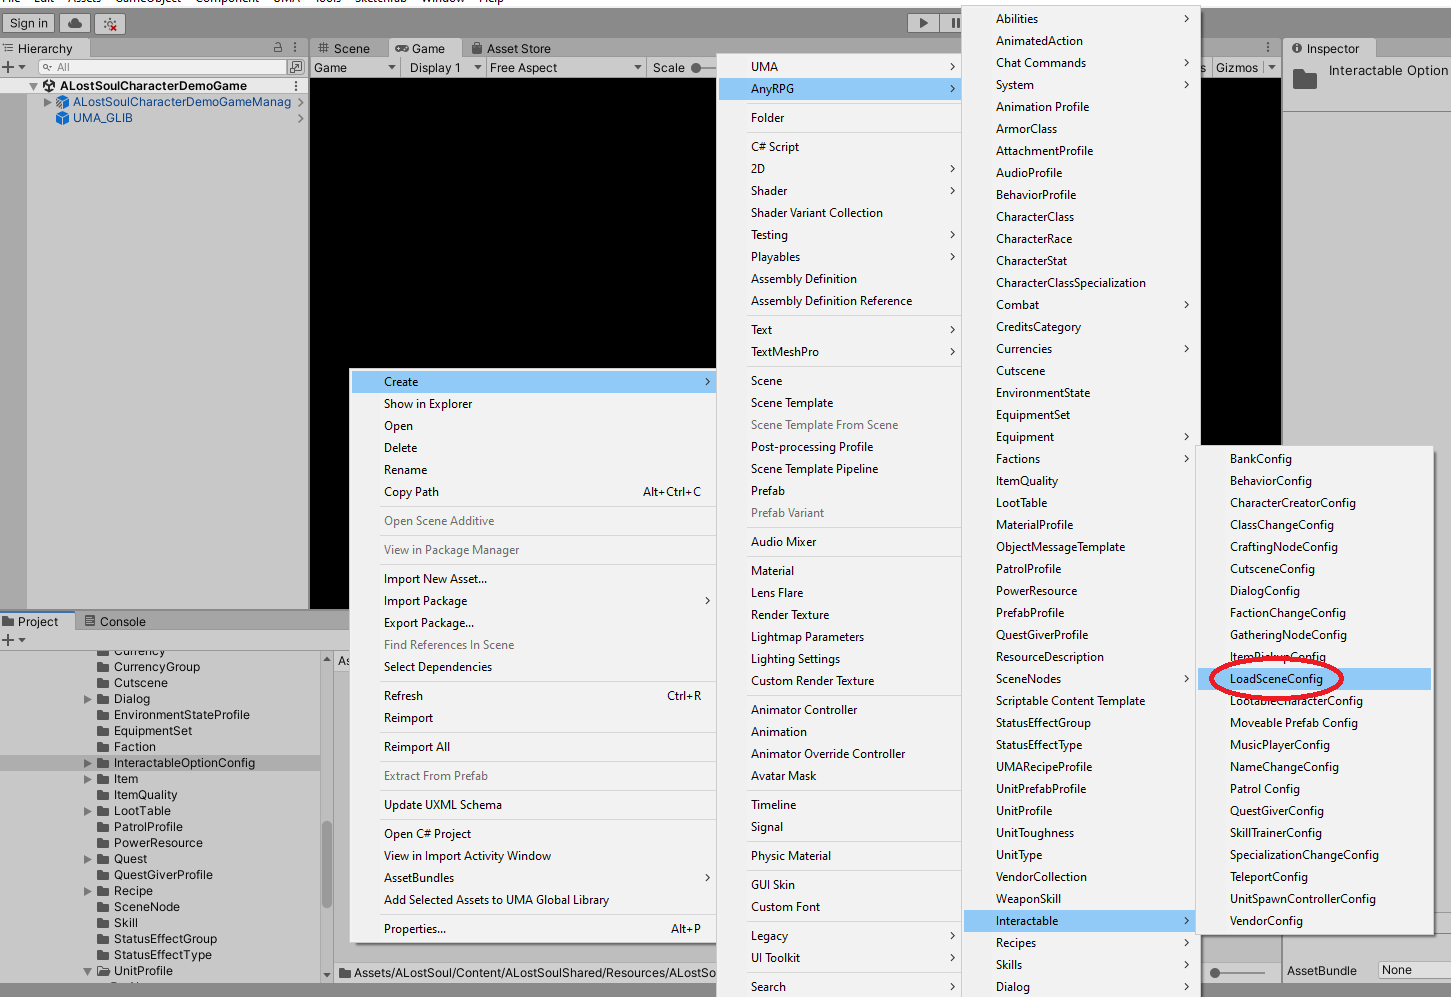 File Edit Assets GameObject Component UMA Tools Sketchfab Window Help
Sign in
Hierarchy
All
ALostSoulCharacterDemoGame
ALostSoulCharacterDemoGameManag
UMA_GLIB
Scene
Game
Asset Store
Game
Display 1
Free Aspect
Scale
s
Gizmos
Inspector
Interactable Option
Create
Show in Explorer
Open
Delete
Rename
Copy Path Alt+Ctrl+C
Open Scene Additive
View in Package Manager
Import New Asset...
Import Package
Export Package...
Find References In Scene
Select Dependencies
Refresh Ctrl+R
Reimport
Reimport All
Extract From Prefab
Update UXML Schema
Open C# Project
View in Import Activity Window
AssetBundles
Add Selected Assets to UMA Global Library
Properties... Alt+P
UMA
AnyRPG
Folder
C# Script
2D
Shader
Shader Variant Collection
Testing
Playables
Assembly Definition
Assembly Definition Reference
Text
TextMeshPro
Scene
Scene Template
Scene Template From Scene
Post-processing Profile
Scene Template Pipeline
Prefab
Prefab Variant
Audio Mixer
Material
Lens Flare
Render Texture
Lightmap Parameters
Lighting Settings
Custom Render Texture
Animator Controller
Animation
Animator Override Controller
Avatar Mask
Timeline
Signal
Physic Material
GUI Skin
Custom Font
Legacy
UI Toolkit
Search
Abilities
AnimatedAction
Chat Commands
System
Animation Profile
ArmorClass
AttachmentProfile
AudioProfile
BehaviorProfile
CharacterClass
CharacterRace
CharacterStat
CharacterClassSpecialization
Combat
CreditsCategory
Currencies
Cutscene
EnvironmentState
EquipmentSet
Equipment
Factions
ItemQuality
LootTable
MaterialProfile
ObjectMessageTemplate
PatrolProfile
PowerResource
PrefabProfile
QuestGiverProfile
ResourceDescription
SceneNodes
Scriptable Content Template
StatusEffectGroup
StatusEffectType
UMARecipeProfile
UnitPrefabProfile
UnitProfile
UnitToughness
UnitType
VendorCollection
WeaponSkill
Interactable
Recipes
Skills
Dialog
BankConfig
BehaviorConfig
CharacterCreatorConfig
ClassChangeConfig
CraftingNodeConfig
CutsceneConfig
DialogConfig
FactionChangeConfig
GatheringNodeConfig
ItemPickupConfig
LoadSceneConfig
LootableCharacterConfig
Moveable Prefab Config
MusicPlayerConfig
NameChangeConfig
Patrol Config
QuestGiverConfig
SkillTrainerConfig
SpecializationChangeConfig
TeleportConfig
UnitSpawnControllerConfig
VendorConfig
Project
Console
Currency
CurrencyGroup
Cutscene
Dialog
EnvironmentStateProfile
EquipmentSet
Faction
InteractableOptionConfig
Item
ItemQuality
LootTable
PatrolProfile
PowerResource
Quest
QuestGiverProfile
Recipe
SceneNode
Skill
StatusEffectGroup
StatusEffectType
UnitProfile
As
Assets/ALostSoul/Content/ALostSoulShared/Resources/ALostSo
AssetBundle
None